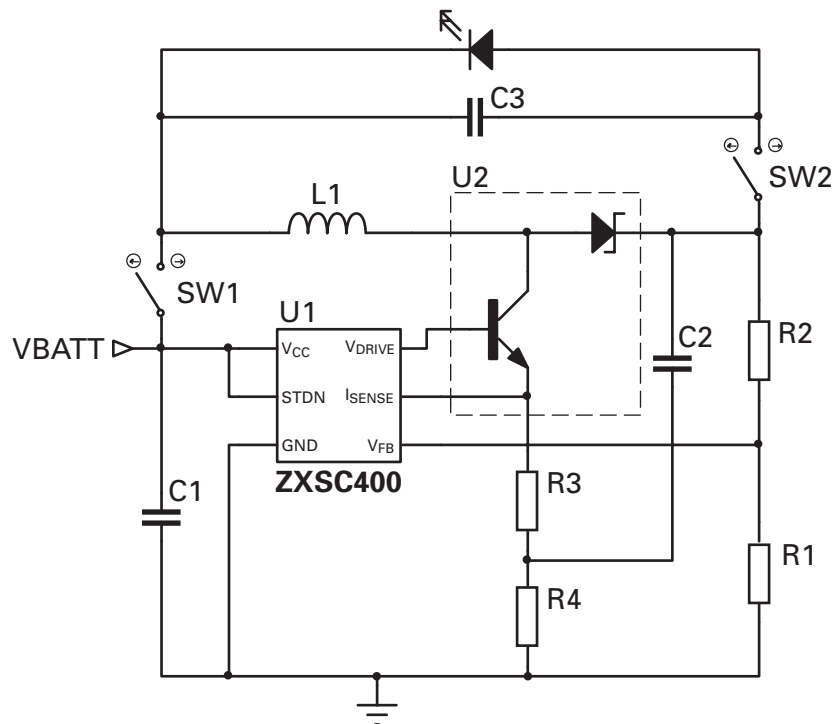 C3
SW2
U2
L1
SW1
U1
VBATT
VCC
VDRIVE
C2
R2
STDN
ISENSE
GND
VFB
ZXSC400
C1
R3
R1
R4